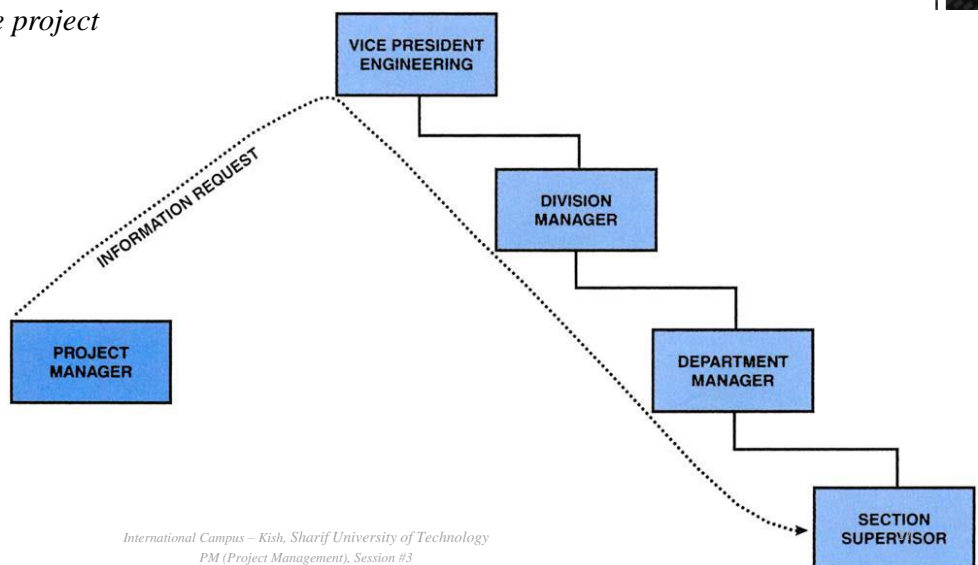 e project
VICE PRESIDENT
ENGINEERING
INFORMATION REQUEST
DIVISION
MANAGER
PROJECT
MANAGER
DEPARTMENT
MANAGER
SECTION
SUPERVISOR
International Campus – Kish, Sharif University of Technology
PM (Project Management), Session #3